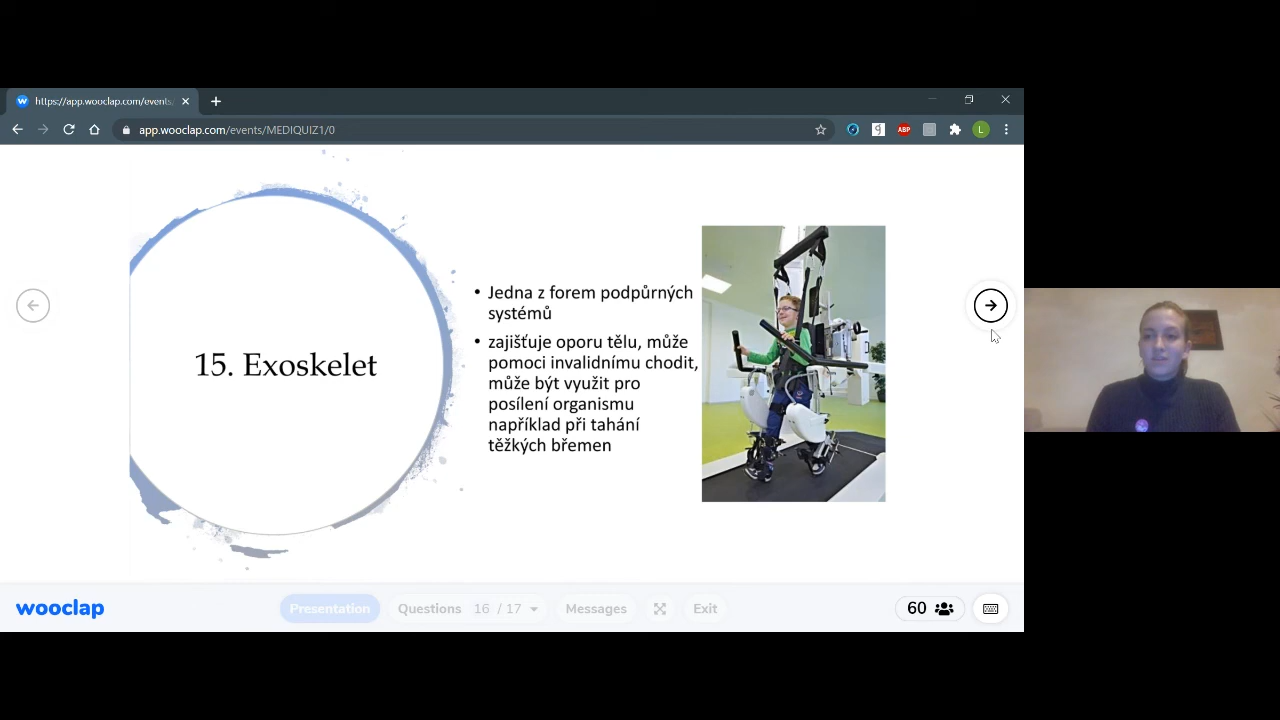 https://app.wooclap.com/events/
app.wooclap.com/events/MEDIQUIZ1/0
ABP
L
15. Exoskelet
• Jedna z forem podpůrných
systémů
• zajišťuje oporu tělu, může
pomoci invalidnímu chodit,
může být využit pro
posílení organismu
například při tahání
těžkých břemen
wooclap
Presentation
Questions 16 / 17
Messages
Exit
60